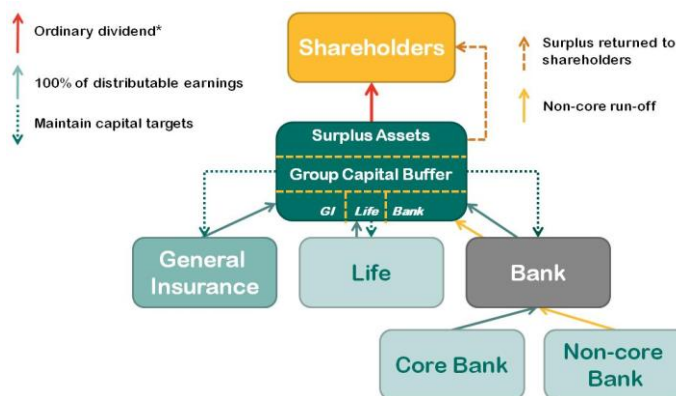 Ordinary dividend*
100% of distributable earnings
Maintain capital targets
Shareholders
Surplus returned to
shareholders
Non-core run-off
Surplus Assets
Group Capital Buffer
GI Life Bank
General
Insurance
Life
Bank
Core Bank
Non-core
Bank